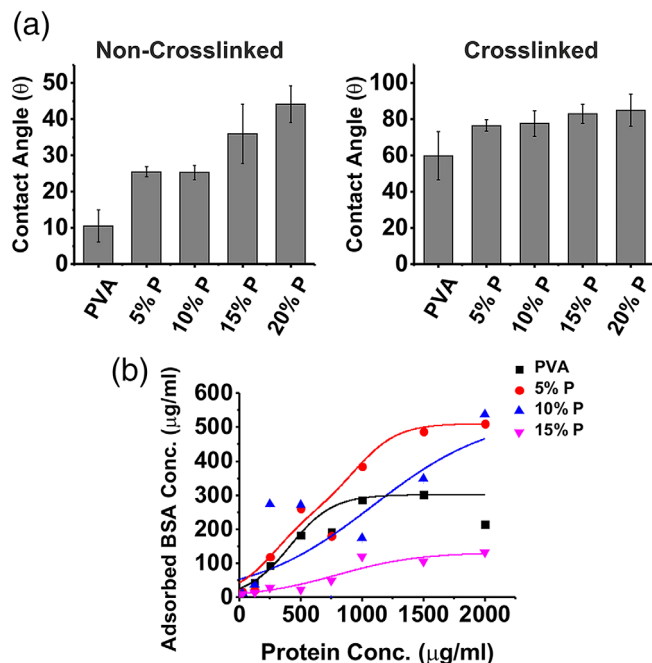 (a)
Non-Crosslinked
Crosslinked
Contact Angle (θ)
50
40
30
20
10
0
PVA
5% P
10% P
15% P
20% P
Contact Angle (θ)
100
80
60
40
20
0
PVA
5% P
10% P
15% P
20% P
(b)
PVA
5% P
10% P
15% P
Adsorbed BSA Conc. (μg/ml)
600
500
400
300
200
100
0
0 500 1000 1500 2000
Protein Conc. (μg/ml)